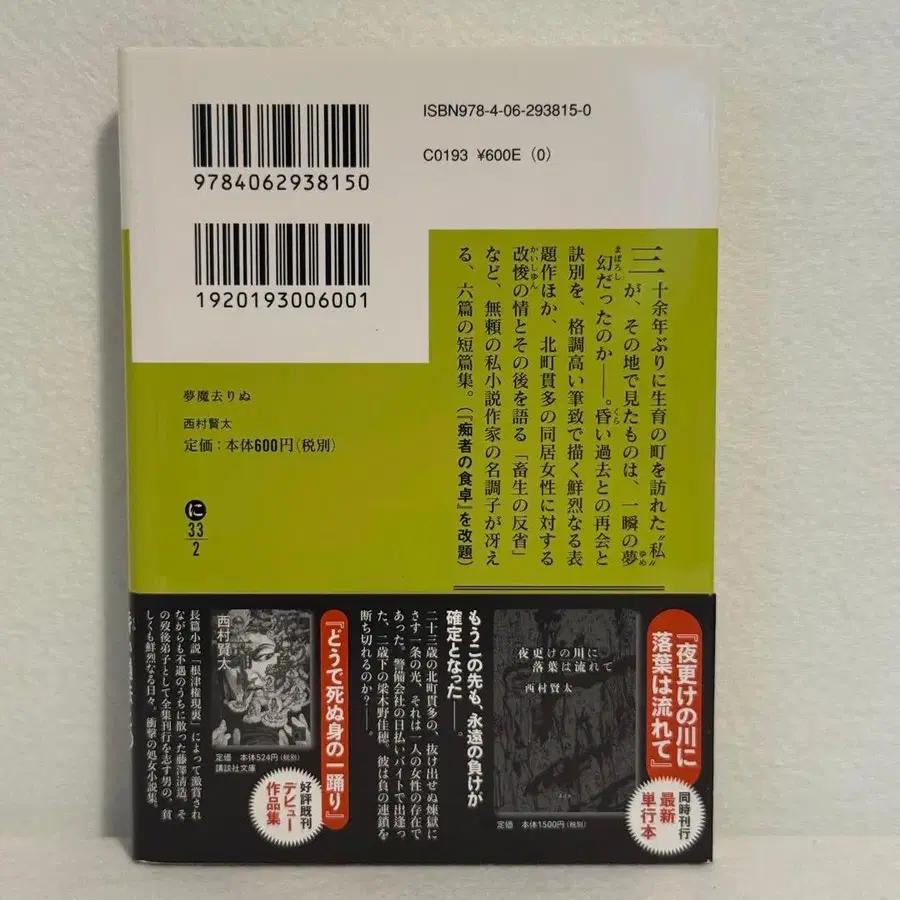 9784062938150
ISBN978-4-06-293815-0
C0193 ¥600E (0)
1920193006001
夢魔去りぬ
西村賢太
定価：本体600円（税別）
に
33
2
三十余年ぶりに生育の町を訪れた〝私〟
が、その地で見たものは、一瞬の夢
ゆめ
幻だったのか――。昏い過去との再会と
まぼろし
くら
訣別を、格調高い筆致で描く鮮烈なる表
題作ほか、北町貫多の同居女性に対する
改悛の情とその後を語る「畜生の反省」
かいしゅん
など、無頼の私小説作家の名調子が冴え
る、六篇の短篇集。（『痴者の食卓』を改題）
『夜更けの川に
落葉は流れて』
同時刊行
最新
単行本
夜更けの川に
落葉は流れて
西村賢太
定価 本体1500円（税別）
もうこの先も、永遠の負けが
確定となった――。
二十三歳の北町貫多の、抜け出せぬ煉獄に
さす一条の光、それは一人の女性の存在で
あった。警備会社の日払いバイトで出逢っ
た、二歳下の梁木野佳穂。彼は負の連鎖を
断ち切れるのか？――。
『どうで死ぬ身の一踊り』
好評既刊
デビュー
作品集
西村賢太
定価 本体524円（税別）
講談社文庫
長篇小説「根津権現裏」によって激賞され
ながらも不遇のうちに散った藤澤清造。そ
の歿後弟子として全集刊行を志す男の、貧
しくも鮮烈なる日々。衝撃の処女小説集。